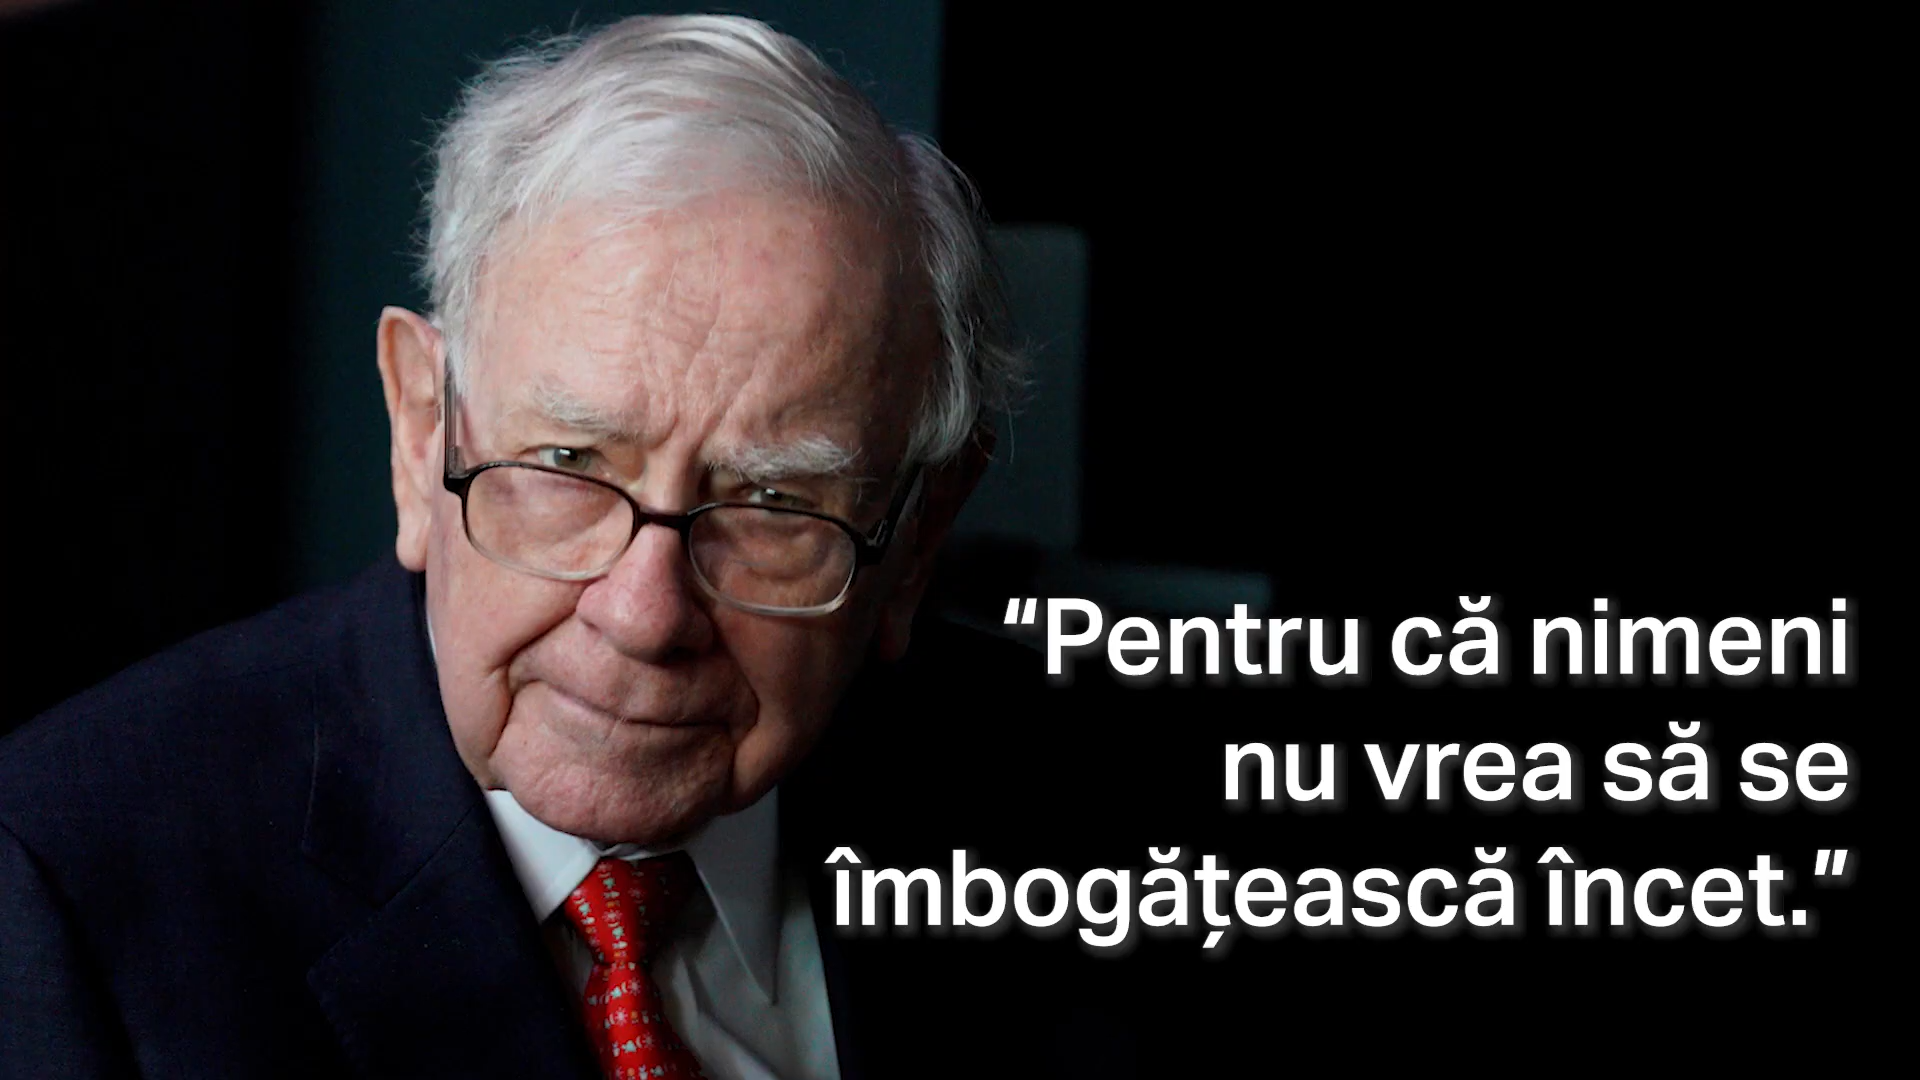 “Pentru că nimeni
nu vrea să se
îmbogățească încet.”